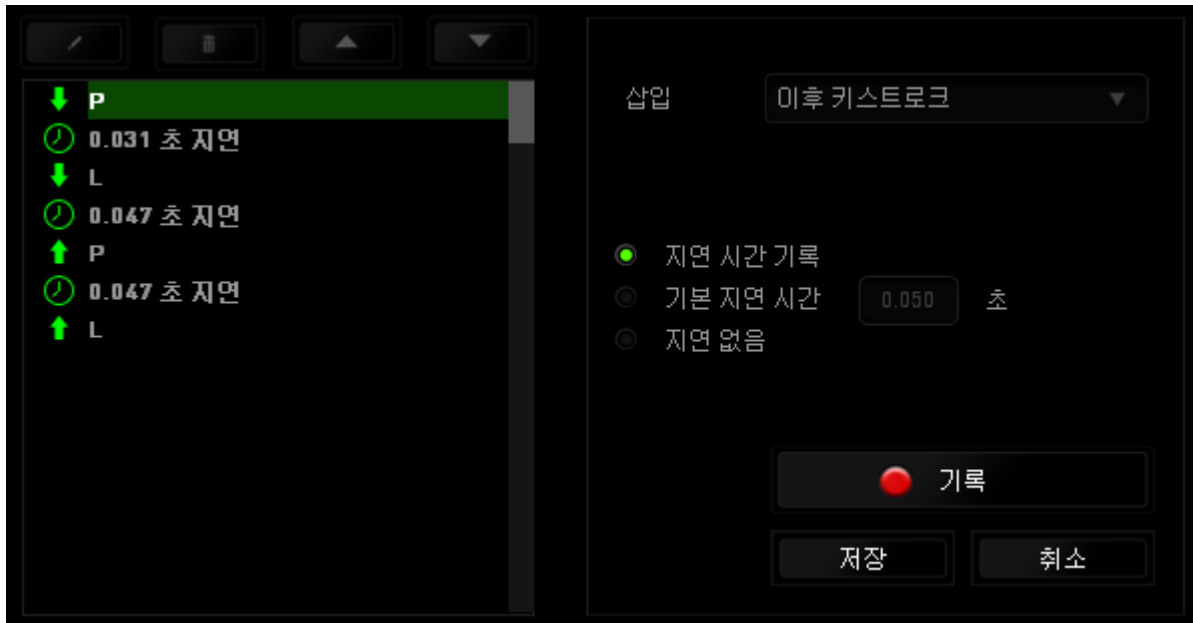 P
0.031 초 지연
L
0.047 초 지연
P
0.047 초 지연
L
삽입 이후 키스트로크
지연 시간 기록
기본 지연 시간 0.050 초
지연 없음
기록
저장 취소